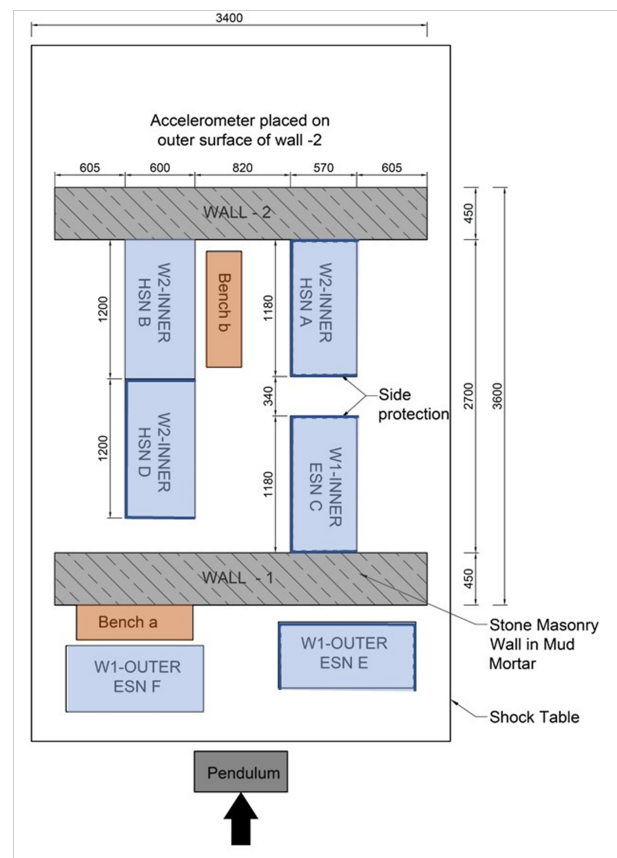 3400
Accelerometer placed on
outer surface of wall -2
605
600
820
570
605
WALL - 2
450
W2-INNER
HSN B
Bench b
W2-INNER
HSN A
1200
1180
Side
protection
340
2700
3600
W2-INNER
HSN D
W1-INNER
ESN C
1200
1180
WALL - 1
450
Bench a
Stone Masonry
Wall in Mud
Mortar
W1-OUTER
ESN F
W1-OUTER
ESN E
Shock Table
Pendulum